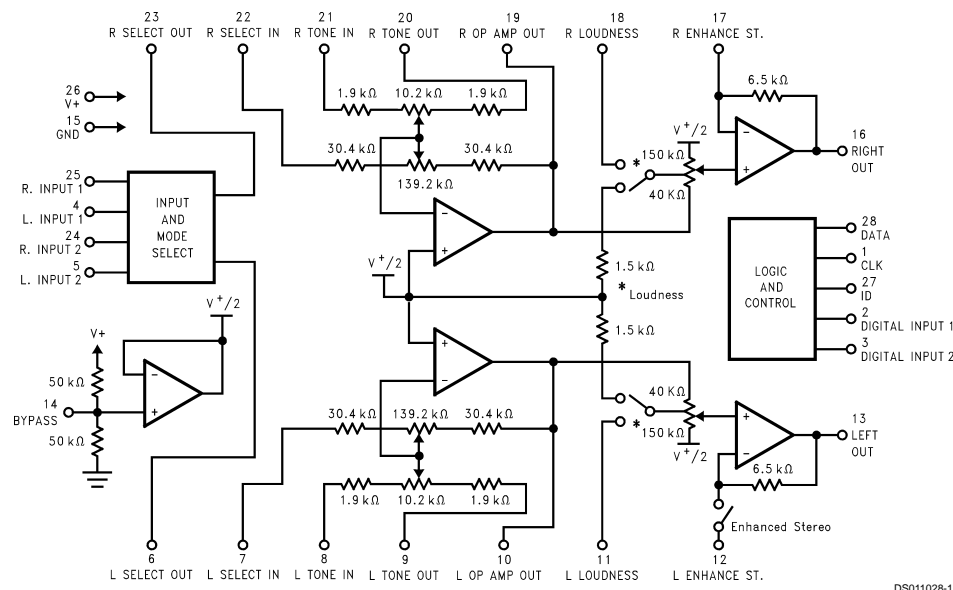 23 22 21 20 19 18 17
R SELECT OUT R SELECT IN R TONE IN R TONE OUT R OP AMP OUT R LOUDNESS R ENHANCE ST.
6.5 kΩ
1.9 kΩ 10.2 kΩ 1.9 kΩ
26
V+
15
GND
V+/2
16
RIGHT
OUT
30.4 kΩ 30.4 kΩ
139.2 kΩ
* 150 kΩ
40 KΩ
25
R. INPUT 1
4
L. INPUT 1
24
R. INPUT 2
5
L. INPUT 2
INPUT
AND
MODE
SELECT
28
DATA
1
CLK
27
ID
2
DIGITAL INPUT 1
3
DIGITAL INPUT 2
LOGIC
AND
CONTROL
V+/2
1.5 kΩ
* Loudness
1.5 kΩ
V+/2
V+
50 kΩ
14
BYPASS
50 kΩ
30.4 kΩ 139.2 kΩ 30.4 kΩ
40 KΩ
* 150 kΩ
V+/2
13
LEFT
OUT
6.5 kΩ
1.9 kΩ 10.2 kΩ 1.9 kΩ
Enhanced Stereo
6 7 8 9 10 11 12
L SELECT OUT L SELECT IN L TONE IN L TONE OUT L OP AMP OUT L LOUDNESS L ENHANCE ST.
DS011028-1